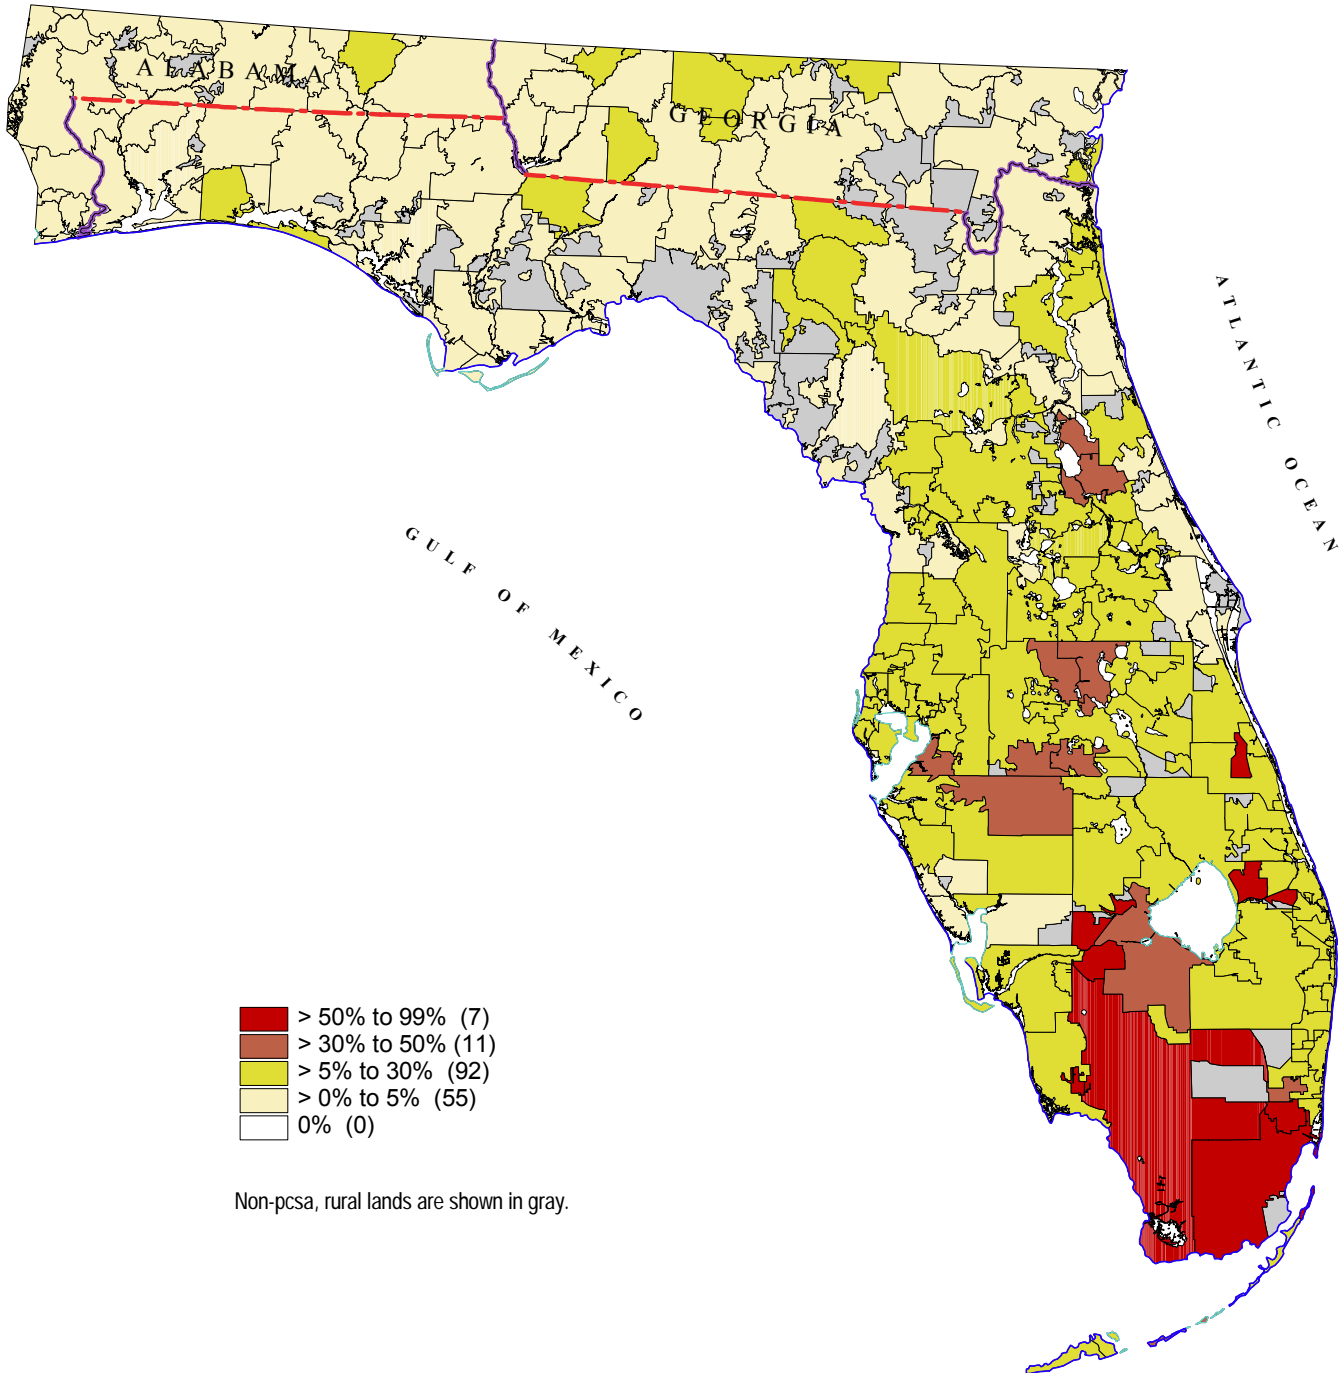 ALABAMA
GEORGIA
ATLANTIC OCEAN
GULF OF MEXICO
> 50% to 99% (7)
> 30% to 50% (11)
> 5% to 30% (92)
> 0% to 5% (55)
0% (0)
Non-pcsa, rural lands are shown in gray.